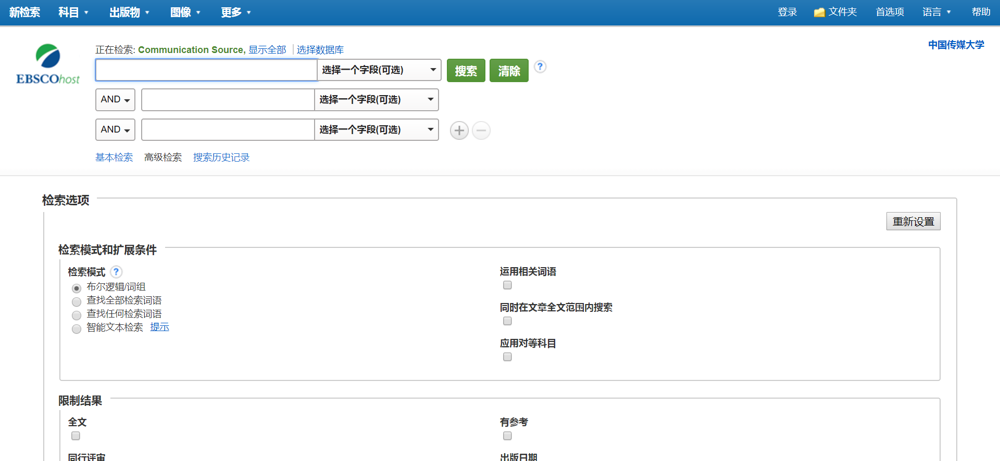 新检索 科目 出版物 图像 更多 登录 文件夹 首选项 语言 帮助
中国传媒大学
EBSCOhost
正在检索: Communication Source, 显示全部 | 选择数据库
选择一个字段(可选) 搜索 清除 ?
AND 选择一个字段(可选)
AND 选择一个字段(可选)
基本检索 高级检索 搜索历史记录
检索选项
重新设置
检索模式和扩展条件
检索模式 ?
布尔逻辑/词组
查找全部检索词语
查找任何检索词语
智能文本检索 提示
运用相关词语
同时在文章全文范围内搜索
应用对等科目
限制结果
全文
有参考
同行评审
出版日期